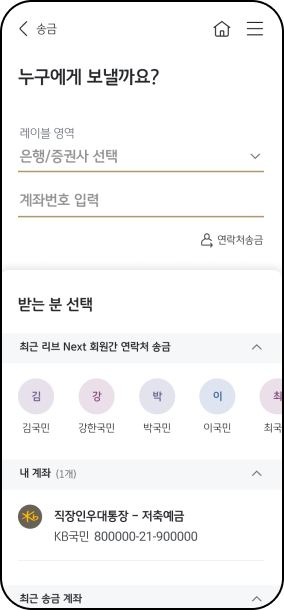 송금
누구에게 보낼까요?
레이블 영역
은행/증권사 선택
계좌번호 입력
연락처송금
받는 분 선택
최근 리브 Next 회원간 연락처 송금
김 강 박 이 최
김국민 강한국민 박국민 이국민 최국
내 계좌 (1개)
직장인우대통장 - 저축예금
KB국민 800000-21-900000
최근 송금 계좌